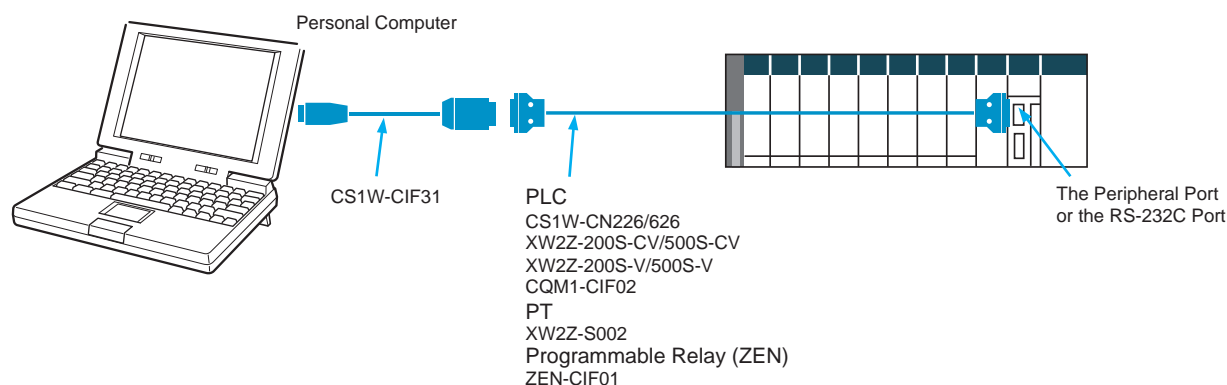 Personal Computer
CS1W-CIF31
PLC
CS1W-CN226/626
XW2Z-200S-CV/500S-CV
XW2Z-200S-V/500S-V
CQM1-CIF02
PT
XW2Z-S002
Programmable Relay (ZEN)
ZEN-CIF01
The Peripheral Port
or the RS-232C Port